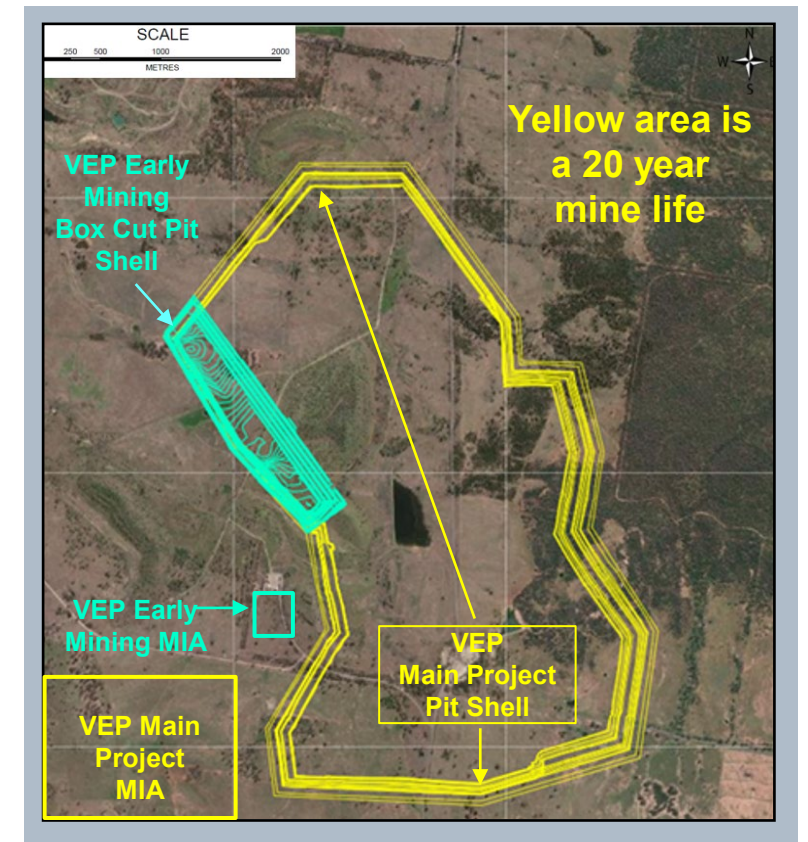 SCALE
250 500 1000 2000
METRES
N
W E
S
Yellow area is
a 20 year
mine life
VEP Early
Mining
Box Cut Pit
Shell
VEP Early
Mining MIA
VEP
Main Project
Pit Shell
VEP Main
Project
MIA